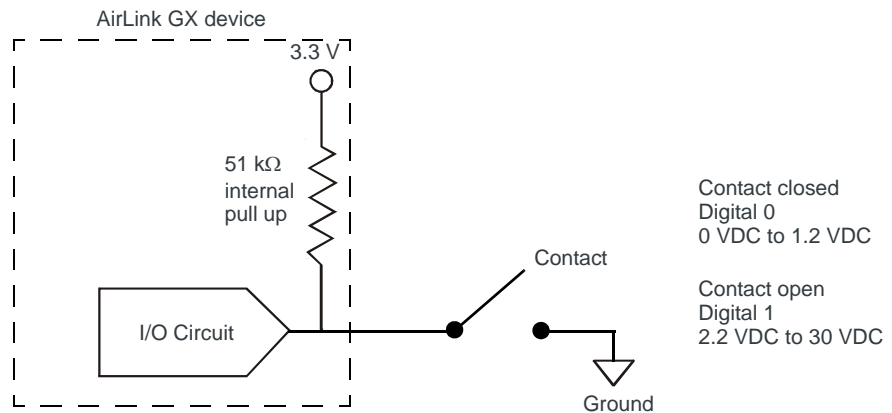 AirLink GX device
3.3 V
51 kΩ
internal
pull up
Contact
I/O Circuit
Ground
Contact closed
Digital 0
0 VDC to 1.2 VDC
Contact open
Digital 1
2.2 VDC to 30 VDC